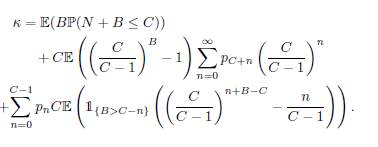 κ = 𝔼(Bℙ(N + B ≤ C))
+ C𝔼((C/(C − 1))^B − 1) ∑_{n=0}^{∞} p_{C+n} (C/(C − 1))^n
+ ∑_{n=0}^{C−1} p_n C𝔼(𝟙_{{B>C−n}} ((C/(C − 1))^{n+B−C} − n/(C − 1))).